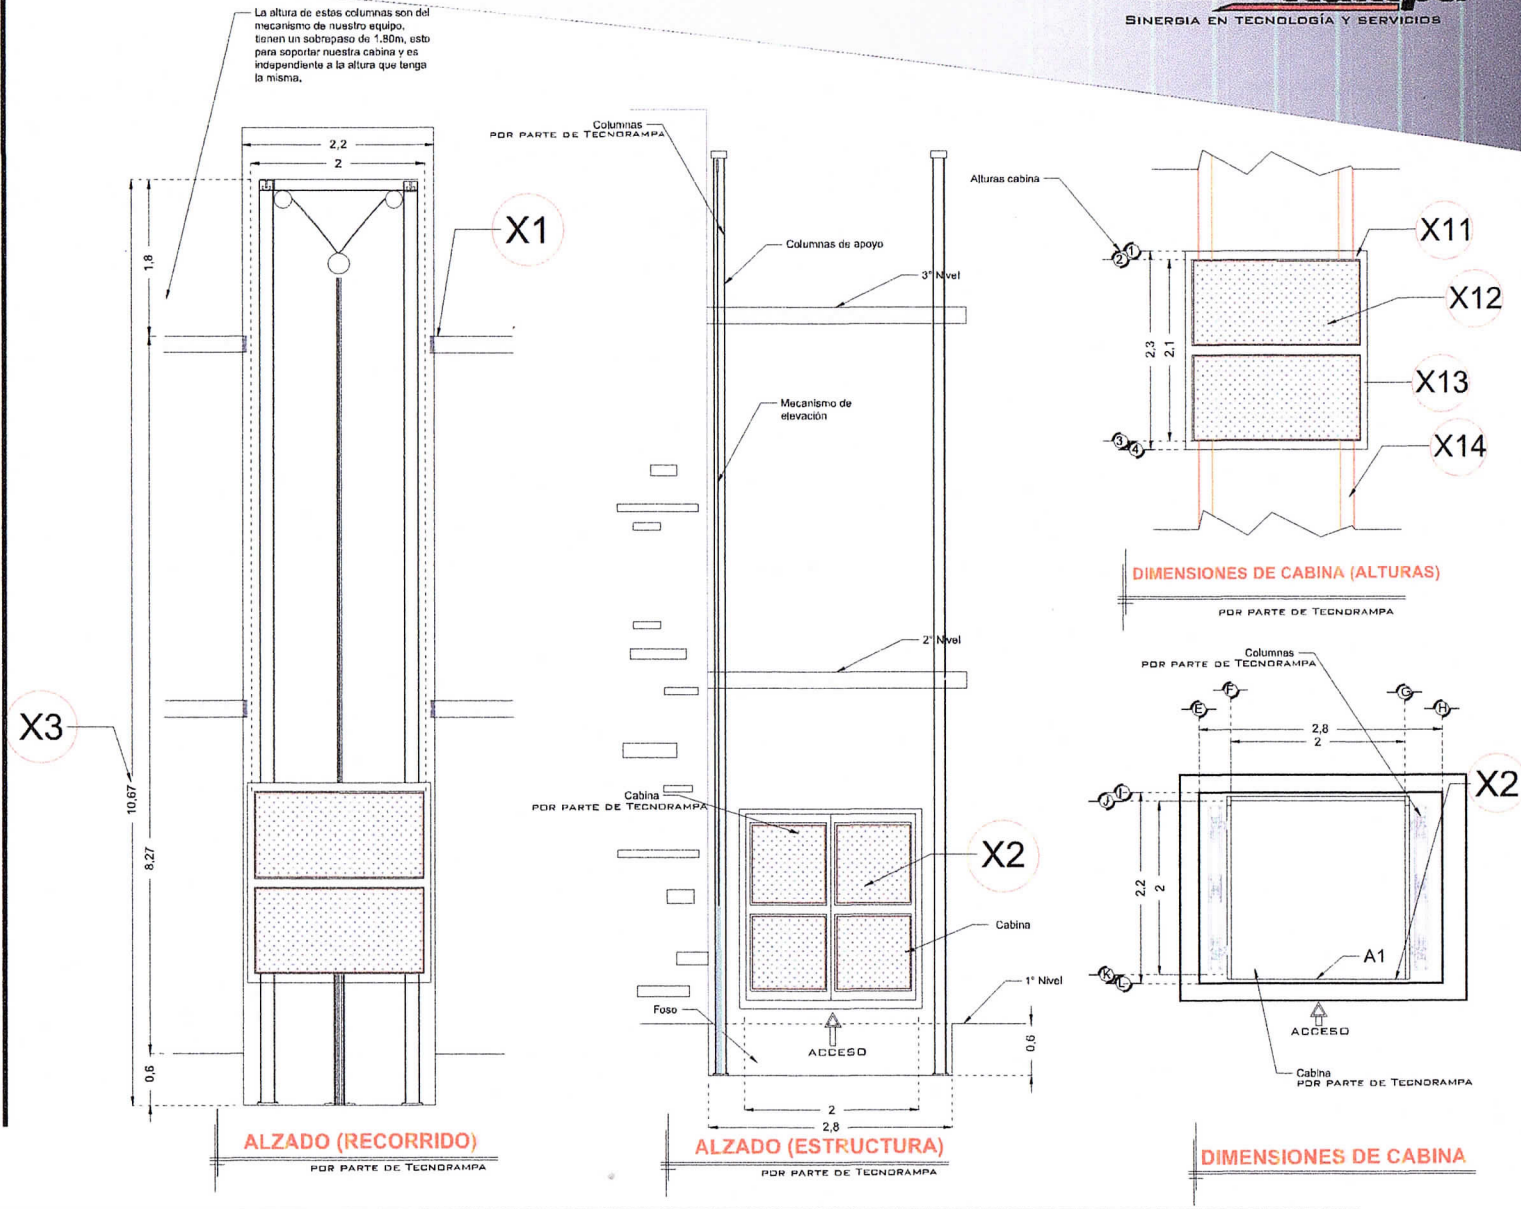 SINERGIA EN TECNOLOGÍA Y SERVICIOS
La altura de estas columnas son del
mecanismo de nuestro equipo,
tienen un sobrepaso de 1.80m, esto
para soportar nuestra cabina y es
independiente a la altura que tenga
la misma.
2,2
2
1,8
X1
X3
10,67
8,27
0,6
ALZADO (RECORRIDO)
POR PARTE DE TECNORAMPA
Columnas
POR PARTE DE TECNORAMPA
Columnas de apoyo
3° Nivel
Mecanismo de
elevación
2° Nivel
Cabina
POR PARTE DE TECNORAMPA
X2
Cabina
1° Nivel
Foso
ACCESO
0,6
2
2,8
ALZADO (ESTRUCTURA)
POR PARTE DE TECNORAMPA
Alturas cabina
1
2
X11
X12
2,3
2,1
X13
3
4
X14
DIMENSIONES DE CABINA (ALTURAS)
POR PARTE DE TECNORAMPA
Columnas
POR PARTE DE TECNORAMPA
E
F
G
H
2,8
2
X2
I
J
2,2
2
K
L
A1
ACCESO
Cabina
POR PARTE DE TECNORAMPA
DIMENSIONES DE CABINA